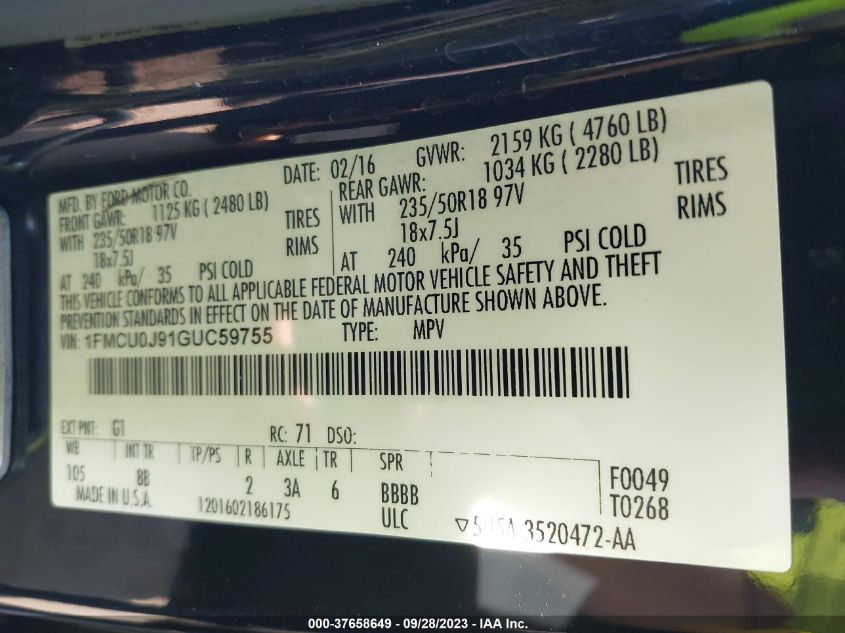 MFD. BY FORD MOTOR CO.
DATE: 02/16 GVWR: 2159 KG ( 4760 LB)
FRONT GAWR: 1125 KG ( 2480 LB)
REAR GAWR: 1034 KG ( 2280 LB)
WITH 235/50R18 97V TIRES
WITH 235/50R18 97V TIRES
18x7.5J RIMS
18x7.5J RIMS
AT 240 kPa/ 35 PSI COLD
AT 240 kPa/ 35 PSI COLD
THIS VEHICLE CONFORMS TO ALL APPLICABLE FEDERAL MOTOR VEHICLE SAFETY AND THEFT
PREVENTION STANDARDS IN EFFECT ON THE DATE OF MANUFACTURE SHOWN ABOVE.
VIN: 1FMCU0J91GUC59755 TYPE: MPV
EXT PNT: G1 RC: 71 DSO:
WB INT TR TP/PS R AXLE TR SPR
105 BB 2 3A 6 BBBB
F0049
T0268
MADE IN U.S.A. 1201602186175 ULC
3520472-AA
000-37658649 - 09/28/2023 - IAA Inc.